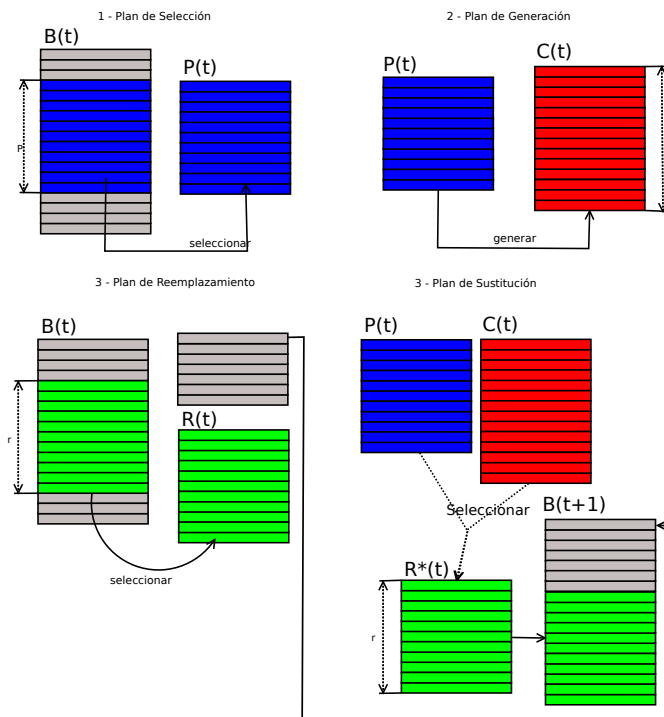 1 - Plan de Selección
B(t)
P(t)
P
seleccionar
2 - Plan de Generación
P(t)
C(t)
generar
3 - Plan de Reemplazamiento
B(t)
R(t)
r
seleccionar
3 - Plan de Sustitución
P(t)
C(t)
Seleccionar
B(t+1)
R*(t)
r